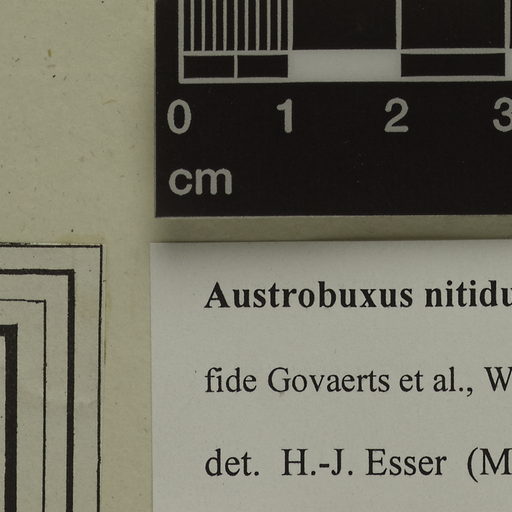 0 1 2 3
cm
Austrobuxus nitidu
fide Govaerts et al., W
det. H.-J. Esser (M